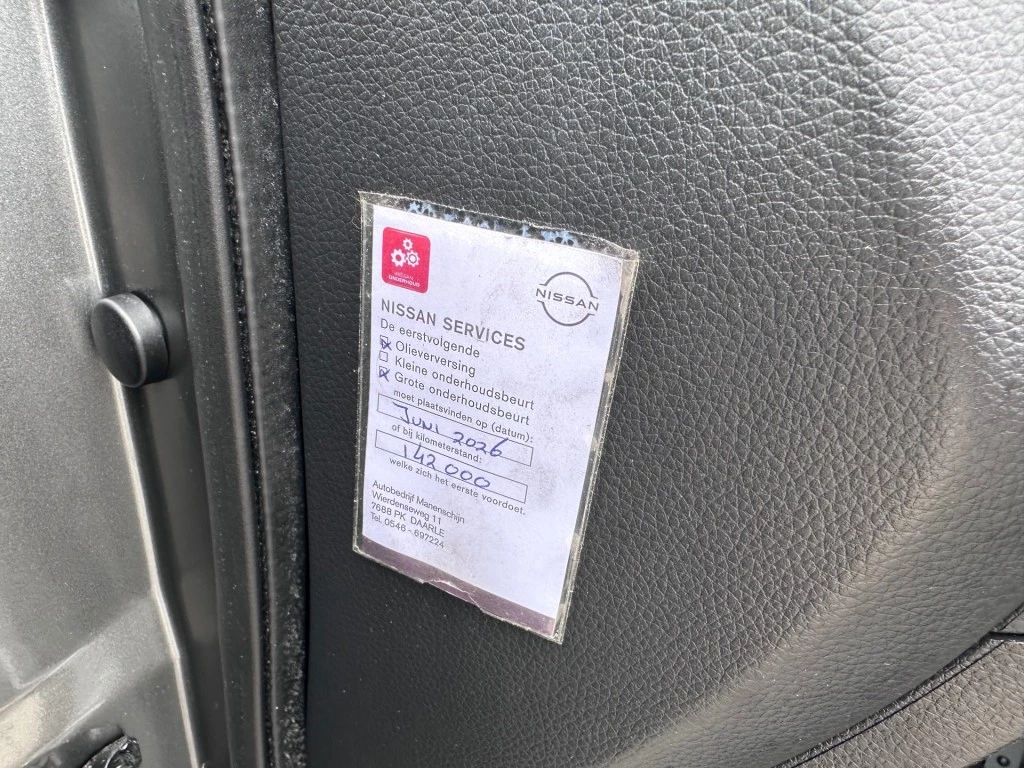 NISSAN
ONDERHOUD
NISSAN
NISSAN SERVICES
De eerstvolgende
Olieverversing
Kleine onderhoudsbeurt
Grote onderhoudsbeurt
moet plaatsvinden op (datum):
JUNI 2026
of bij kilometerstand:
142000
welke zich het eerste voordoet.
Autobedrijf Manenschijn
Wierdenseweg 11
7688 PK DAARLE
Tel. 0546 - 697224